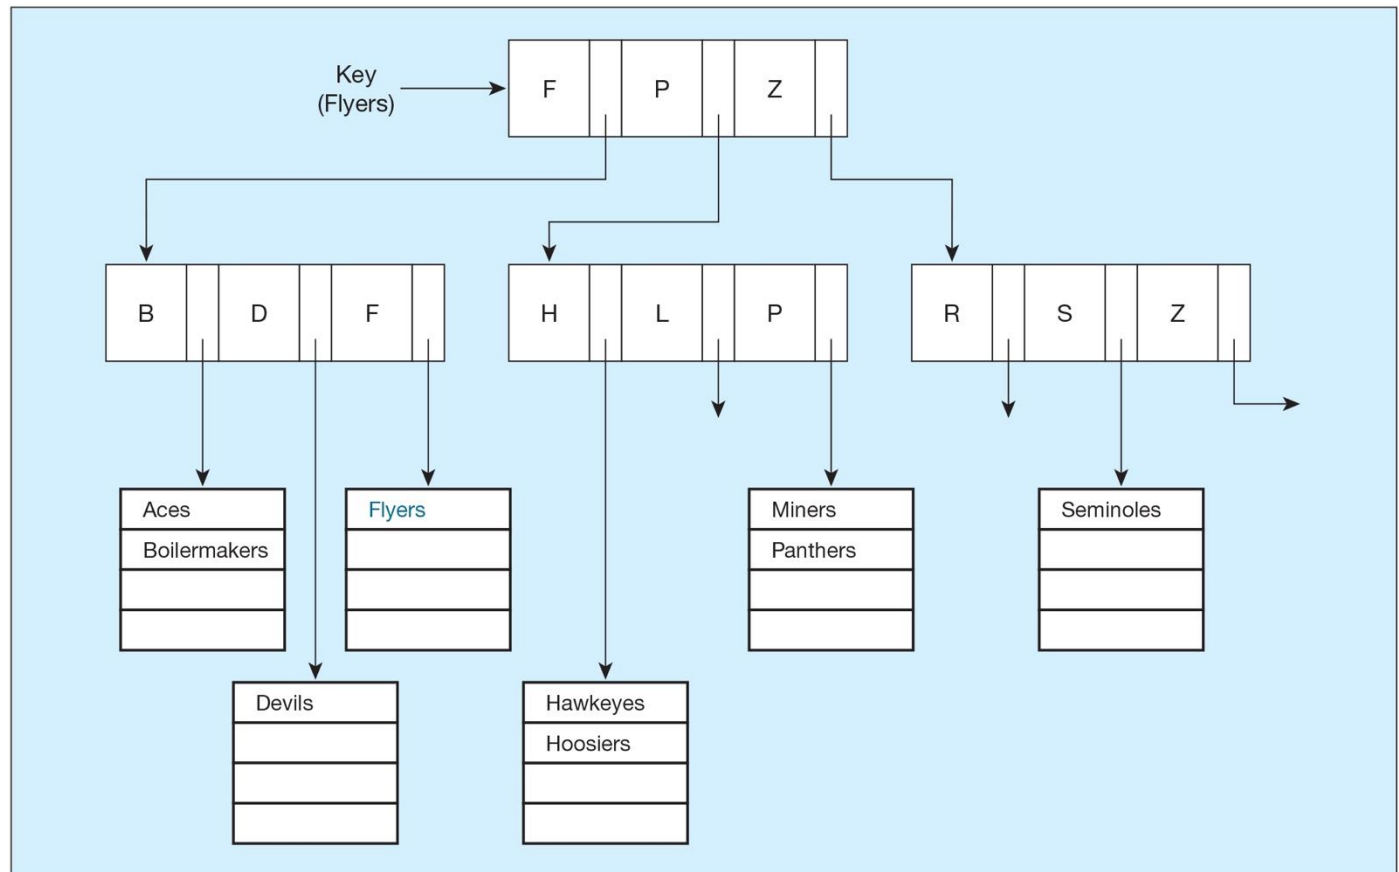 Key
(Flyers)
F P Z
B D F
H L P
R S Z
Aces
Boilermakers
Flyers
Miners
Panthers
Seminoles
Devils
Hawkeyes
Hoosiers